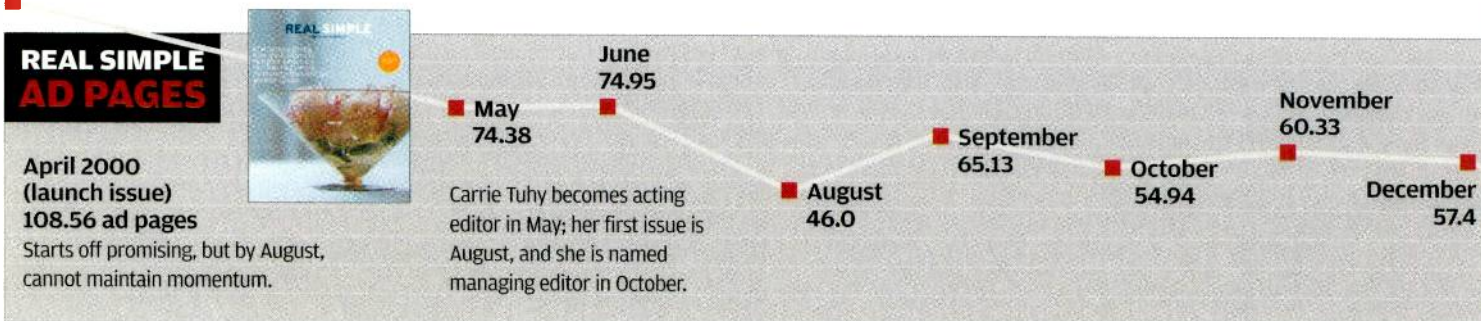 REAL SIMPLE
AD PAGES
April 2000
(launch issue)
108.56 ad pages
Starts off promising, but by August,
cannot maintain momentum.
REAL SIMPLE
May
74.38
Carrie Tuhy becomes acting
editor in May; her first issue is
August, and she is named
managing editor in October.
June
74.95
August
46.0
September
65.13
October
54.94
November
60.33
December
57.4